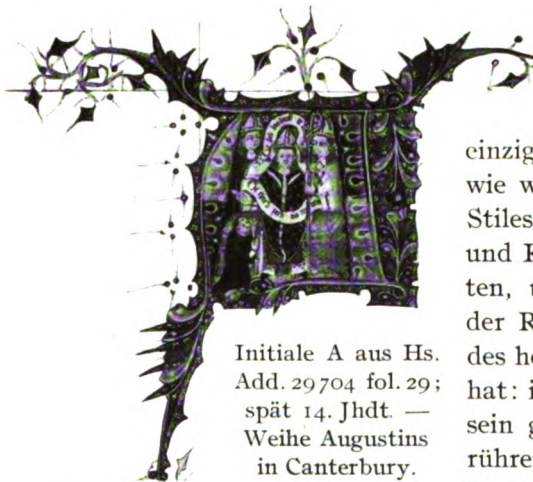 Initiale A aus Hs.
Add. 29704 fol. 29;
spät 14. Jhdt. —
Weihe Augustins
in Canterbury.
einzig
wie w
Stiles
und K
ten,
der R
des he
hat: i
sein g
rühre